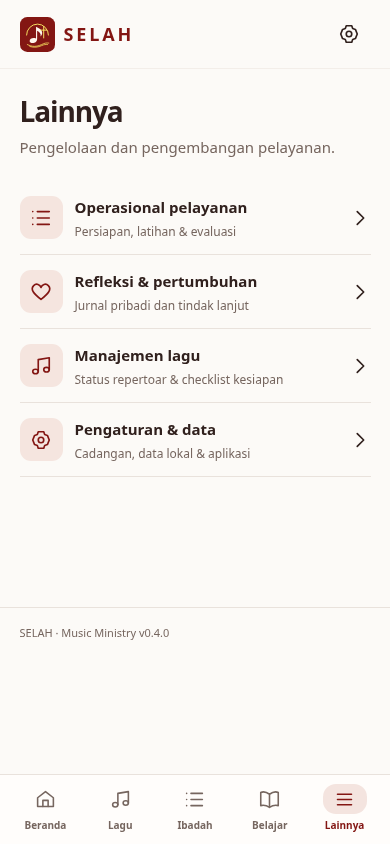 SELAH
Lainnya
Pengelolaan dan pengembangan pelayanan.
Operasional pelayanan
Persiapan, latihan & evaluasi
Refleksi & pertumbuhan
Jurnal pribadi dan tindak lanjut
Manajemen lagu
Status repertoar & checklist kesiapan
Pengaturan & data
Cadangan, data lokal & aplikasi
SELAH · Music Ministry v0.4.0
Beranda Lagu Ibadah Belajar Lainnya